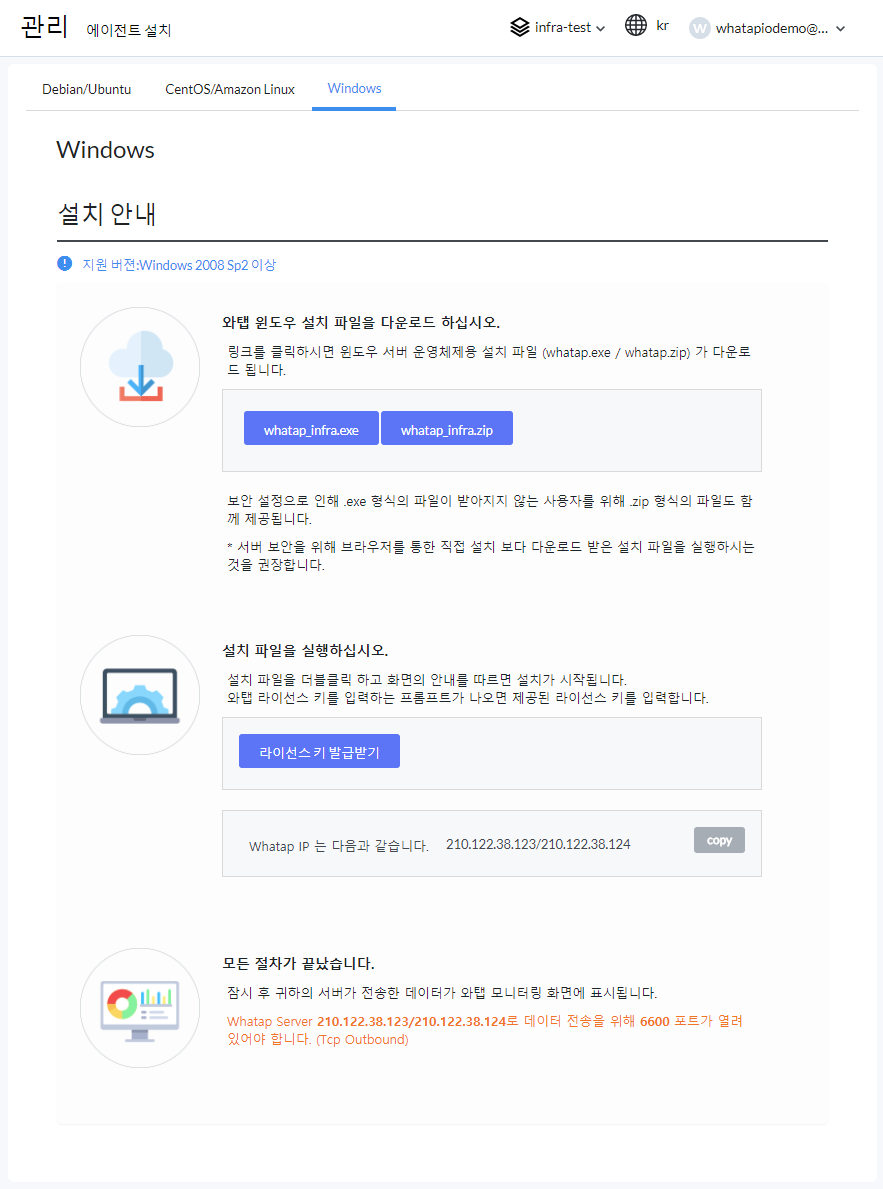 관리 에이전트 설치 infra-test kr W whatapiodemo@...
Debian/Ubuntu CentOS/Amazon Linux Windows
Windows
설치 안내
지원 버젼:Windows 2008 Sp2 이상
와탭 윈도우 설치 파일을 다운로드 하십시오.
링크를 클릭하시면 윈도우 서버 운영체제용 설치 파일 (whatap.exe / whatap.zip) 가 다운로
드 됩니다.
whatap_infra.exe whatap_infra.zip
보안 설정으로 인해 .exe 형식의 파일이 받아지지 않는 사용자를 위해 .zip 형식의 파일도 함
께 제공됩니다.
* 서버 보안을 위해 브라우저를 통한 직접 설치 보다 다운로드 받은 설치 파일을 실행하시는
것을 권장합니다.
설치 파일을 실행하십시오.
설치 파일을 더블클릭 하고 화면의 안내를 따르면 설치가 시작됩니다.
와탭 라이선스 키를 입력하는 프롬프트가 나오면 제공된 라이선스 키를 입력합니다.
라이선스 키 발급받기
Whatap IP 는 다음과 같습니다. 210.122.38.123/210.122.38.124 copy
모든 절차가 끝났습니다.
잠시 후 귀하의 서버가 전송한 데이터가 와탭 모니터링 화면에 표시됩니다.
Whatap Server 210.122.38.123/210.122.38.124로 데이터 전송을 위해 6600 포트가 열려
있어야 합니다. (Tcp Outbound)